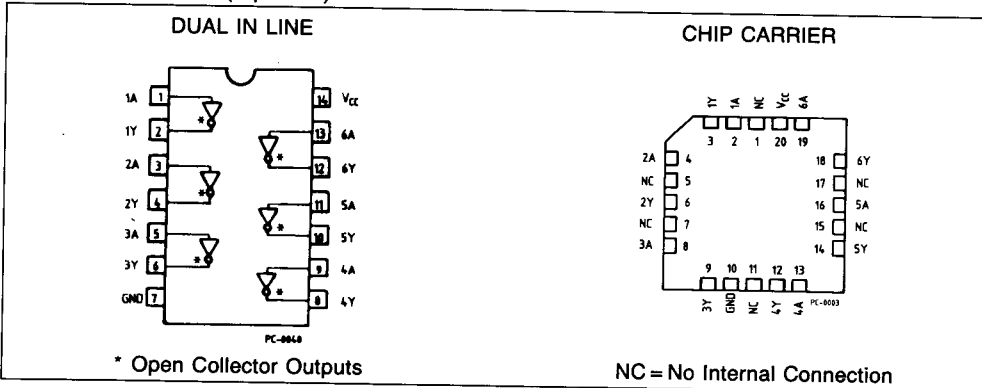 DUAL IN LINE
1A 1
1Y 2
2A 3
2Y 4
3A 5
3Y 6
GND 7
14 VCC
13 6A
12 6Y
11 5A
10 5Y
9 4A
8 4Y
*
*
*
*
*
*
PC-0040
* Open Collector Outputs
CHIP CARRIER
1Y 1A NC VCC 6A
3 2 1 20 19
2A 4
NC 5
2Y 6
NC 7
3A 8
18 6Y
17 NC
16 5A
15 NC
14 5Y
9 10 11 12 13
3Y GND NC 4Y 4A
PC-0003
NC = No Internal Connection